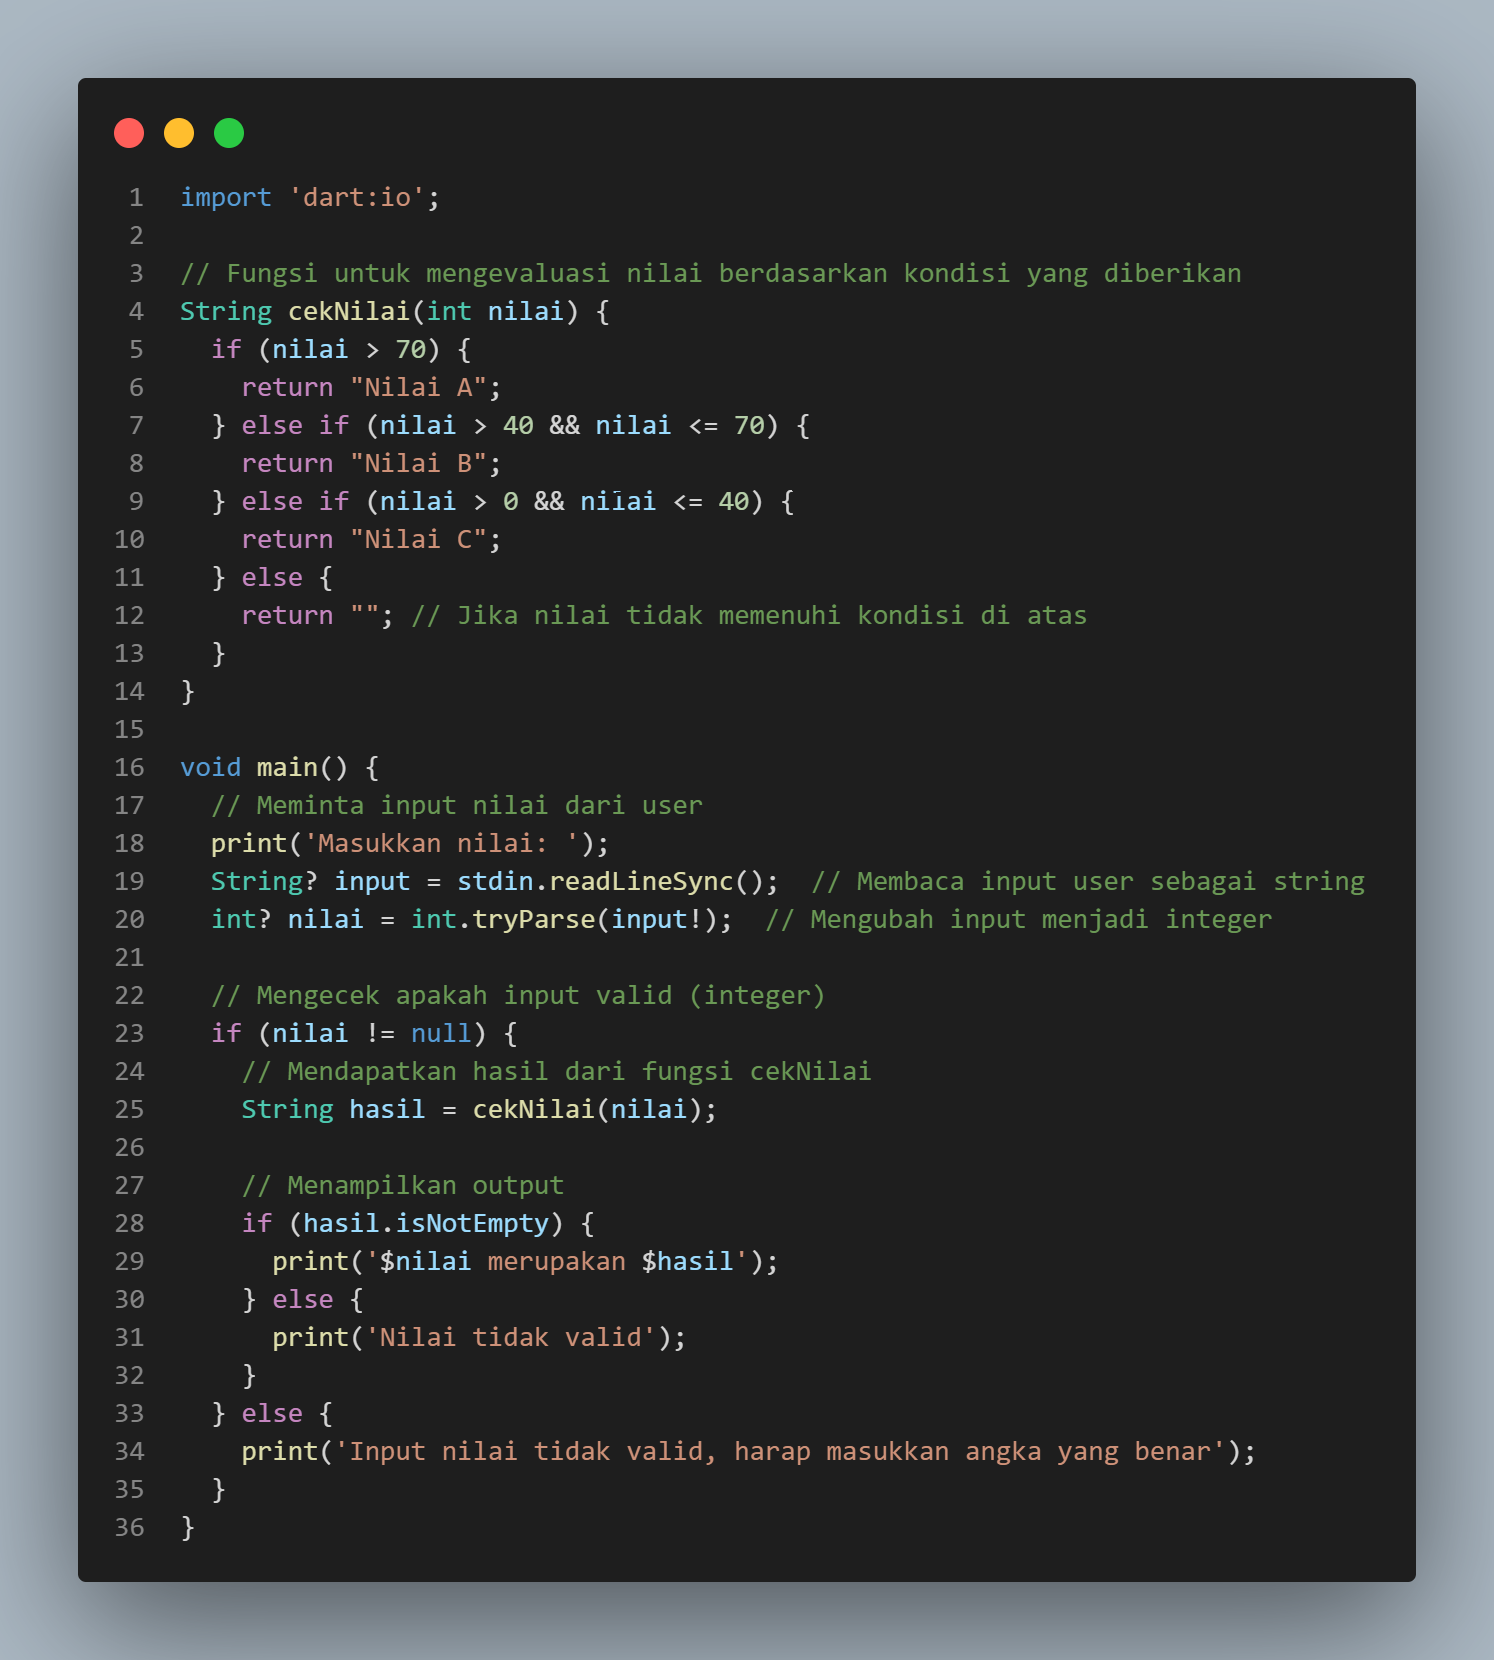 1 import 'dart:io';
2
3 // Fungsi untuk mengevaluasi nilai berdasarkan kondisi yang diberikan
4 String cekNilai(int nilai) {
5   if (nilai > 70) {
6     return "Nilai A";
7   } else if (nilai > 40 && nilai <= 70) {
8     return "Nilai B";
9   } else if (nilai > 0 && nilai <= 40) {
10     return "Nilai C";
11   } else {
12     return ""; // Jika nilai tidak memenuhi kondisi di atas
13   }
14 }
15
16 void main() {
17   // Meminta input nilai dari user
18   print('Masukkan nilai: ');
19   String? input = stdin.readLineSync();  // Membaca input user sebagai string
20   int? nilai = int.tryParse(input!);  // Mengubah input menjadi integer
21
22   // Mengecek apakah input valid (integer)
23   if (nilai != null) {
24     // Mendapatkan hasil dari fungsi cekNilai
25     String hasil = cekNilai(nilai);
26
27     // Menampilkan output
28     if (hasil.isNotEmpty) {
29       print('$nilai merupakan $hasil');
30     } else {
31       print('Nilai tidak valid');
32     }
33   } else {
34     print('Input nilai tidak valid, harap masukkan angka yang benar');
35   }
36 }